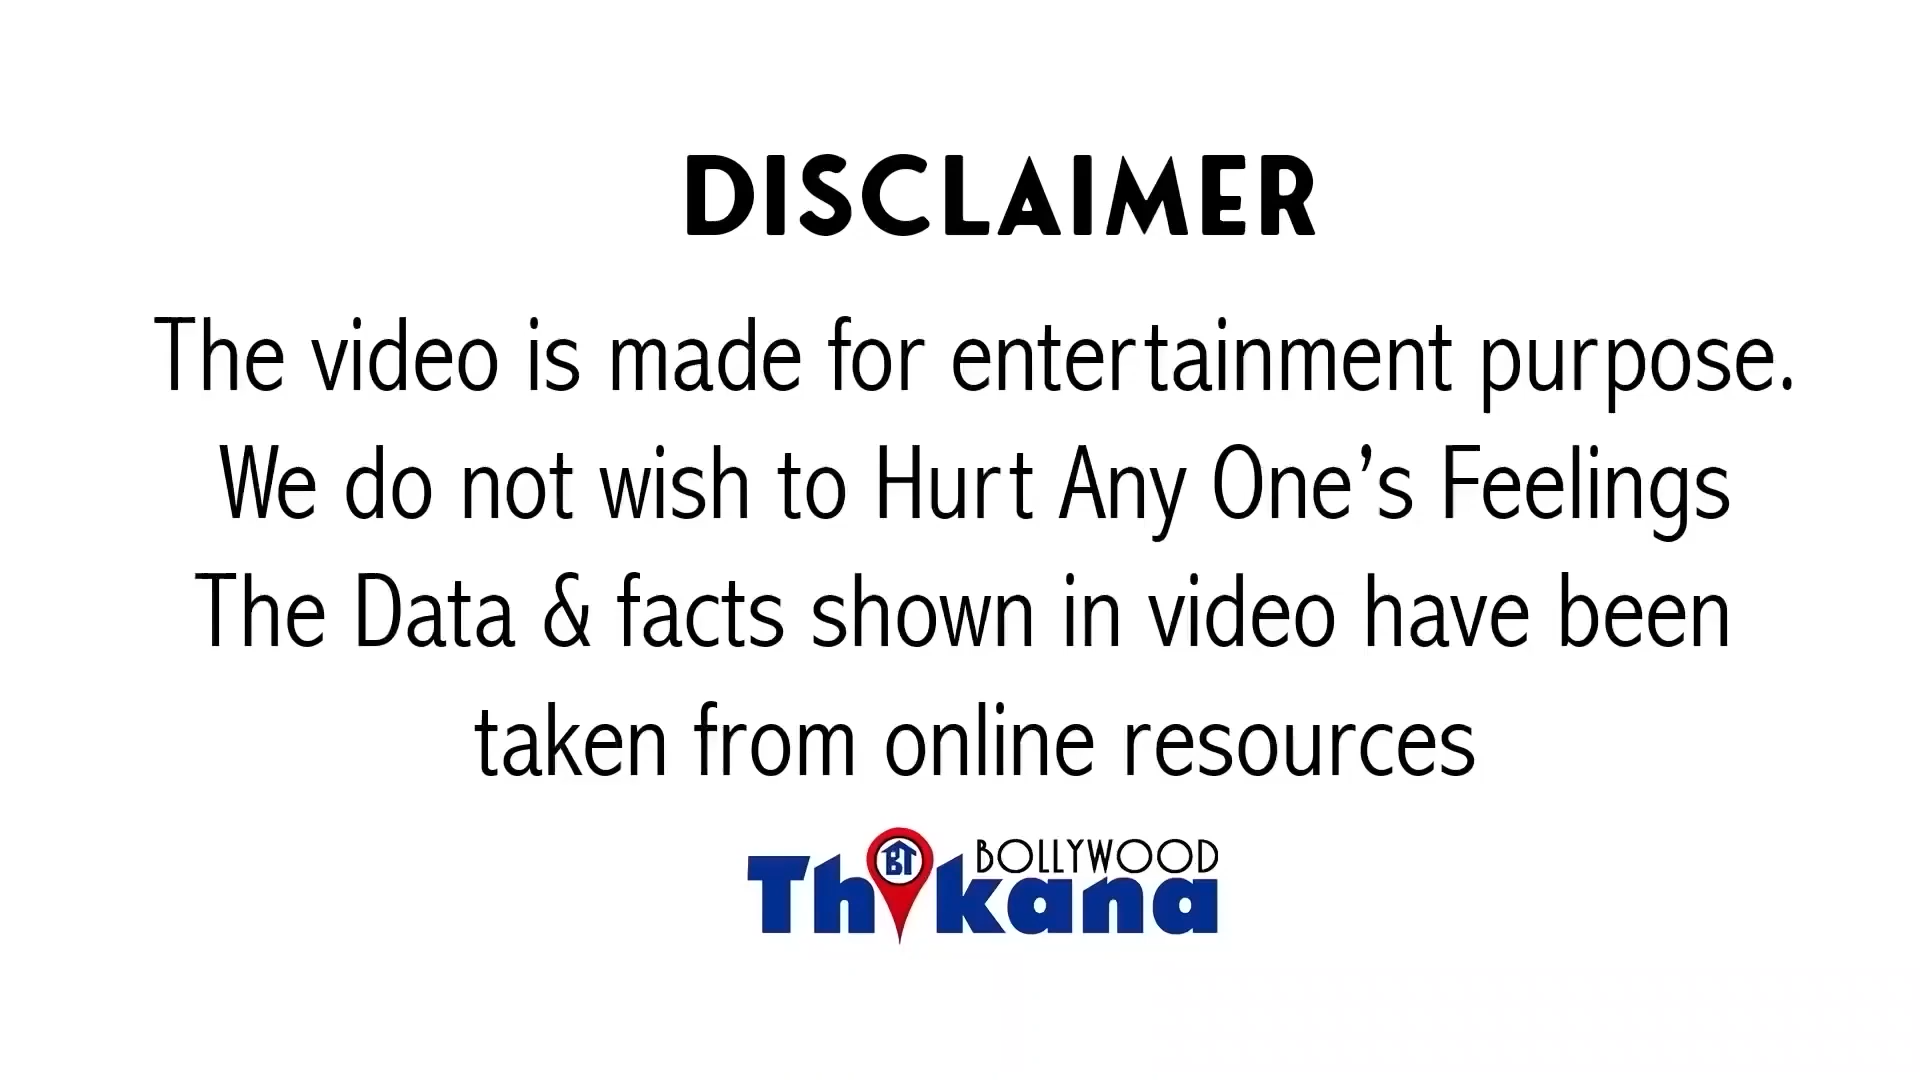 DISCLAIMER
The video is made for entertainment purpose.
We do not wish to Hurt Any One’s Feelings
The Data & facts shown in video have been
taken from online resources
BOLLYWOOD
BT
Thikana